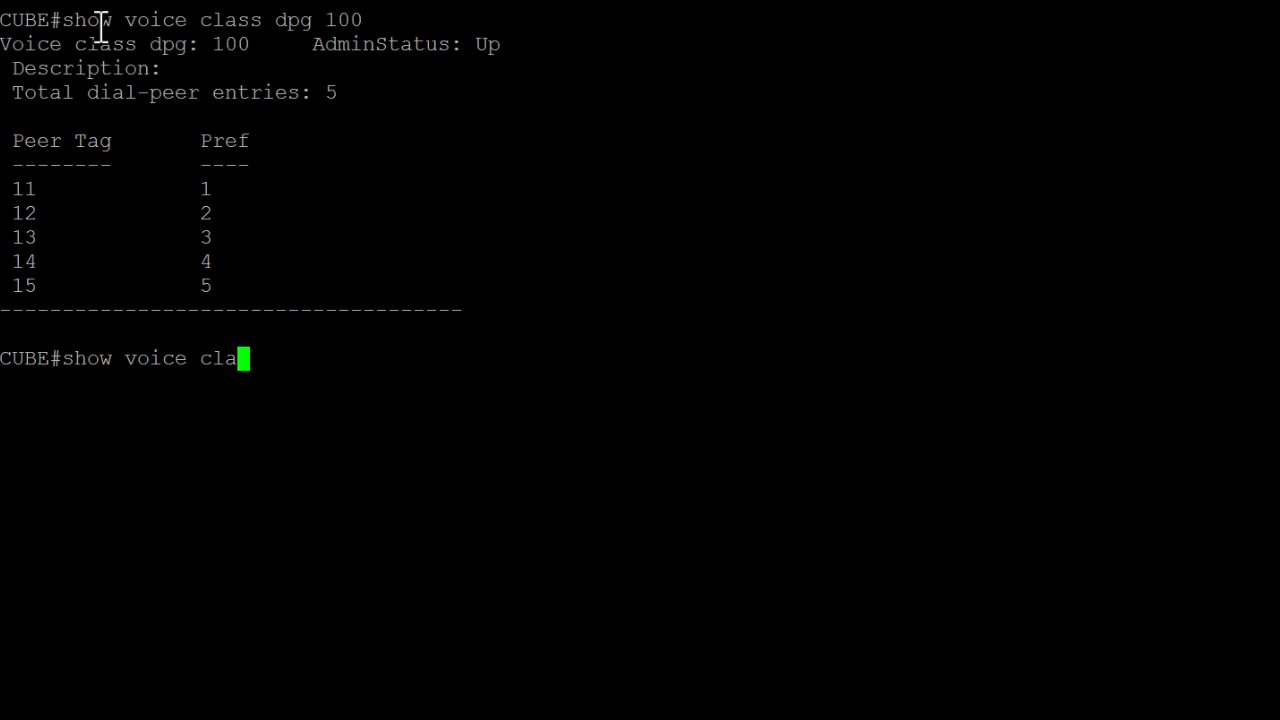 CUBE#show voice class dpg 100
Voice class dpg: 100     AdminStatus: Up
 Description:
 Total dial-peer entries: 5

 Peer Tag       Pref
 --------       ----
 11             1
 12             2
 13             3
 14             4
 15             5
-------------------------------------

CUBE#show voice cla